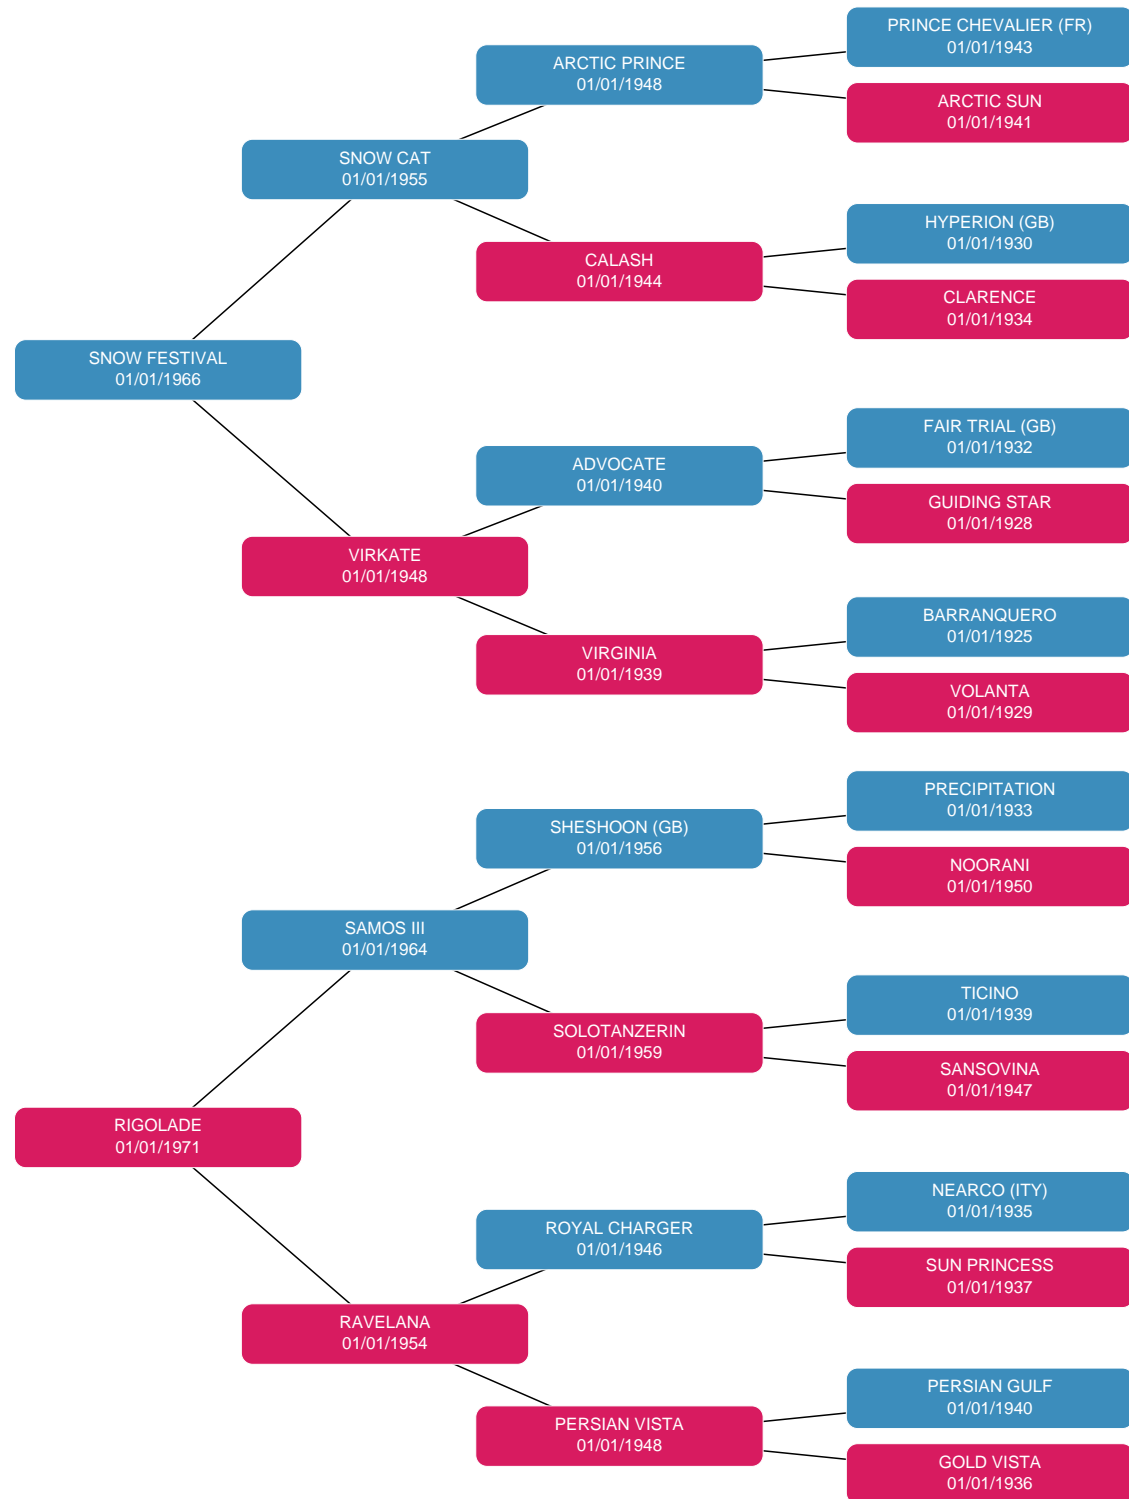 PRINCE CHEVALIER (FR)
01/01/1943
ARCTIC PRINCE
01/01/1948
ARCTIC SUN
01/01/1941
SNOW CAT
01/01/1955
HYPERION (GB)
01/01/1930
CALASH
01/01/1944
CLARENCE
01/01/1934
SNOW FESTIVAL
01/01/1966
FAIR TRIAL (GB)
01/01/1932
ADVOCATE
01/01/1940
GUIDING STAR
01/01/1928
VIRKATE
01/01/1948
BARRANQUERO
01/01/1925
VIRGINIA
01/01/1939
VOLANTA
01/01/1929
PRECIPITATION
01/01/1933
SHESHOON (GB)
01/01/1956
NOORANI
01/01/1950
SAMOS III
01/01/1964
TICINO
01/01/1939
SOLOTANZERIN
01/01/1959
SANSOVINA
01/01/1947
RIGOLADE
01/01/1971
NEARCO (ITY)
01/01/1935
ROYAL CHARGER
01/01/1946
SUN PRINCESS
01/01/1937
RAVELANA
01/01/1954
PERSIAN GULF
01/01/1940
PERSIAN VISTA
01/01/1948
GOLD VISTA
01/01/1936